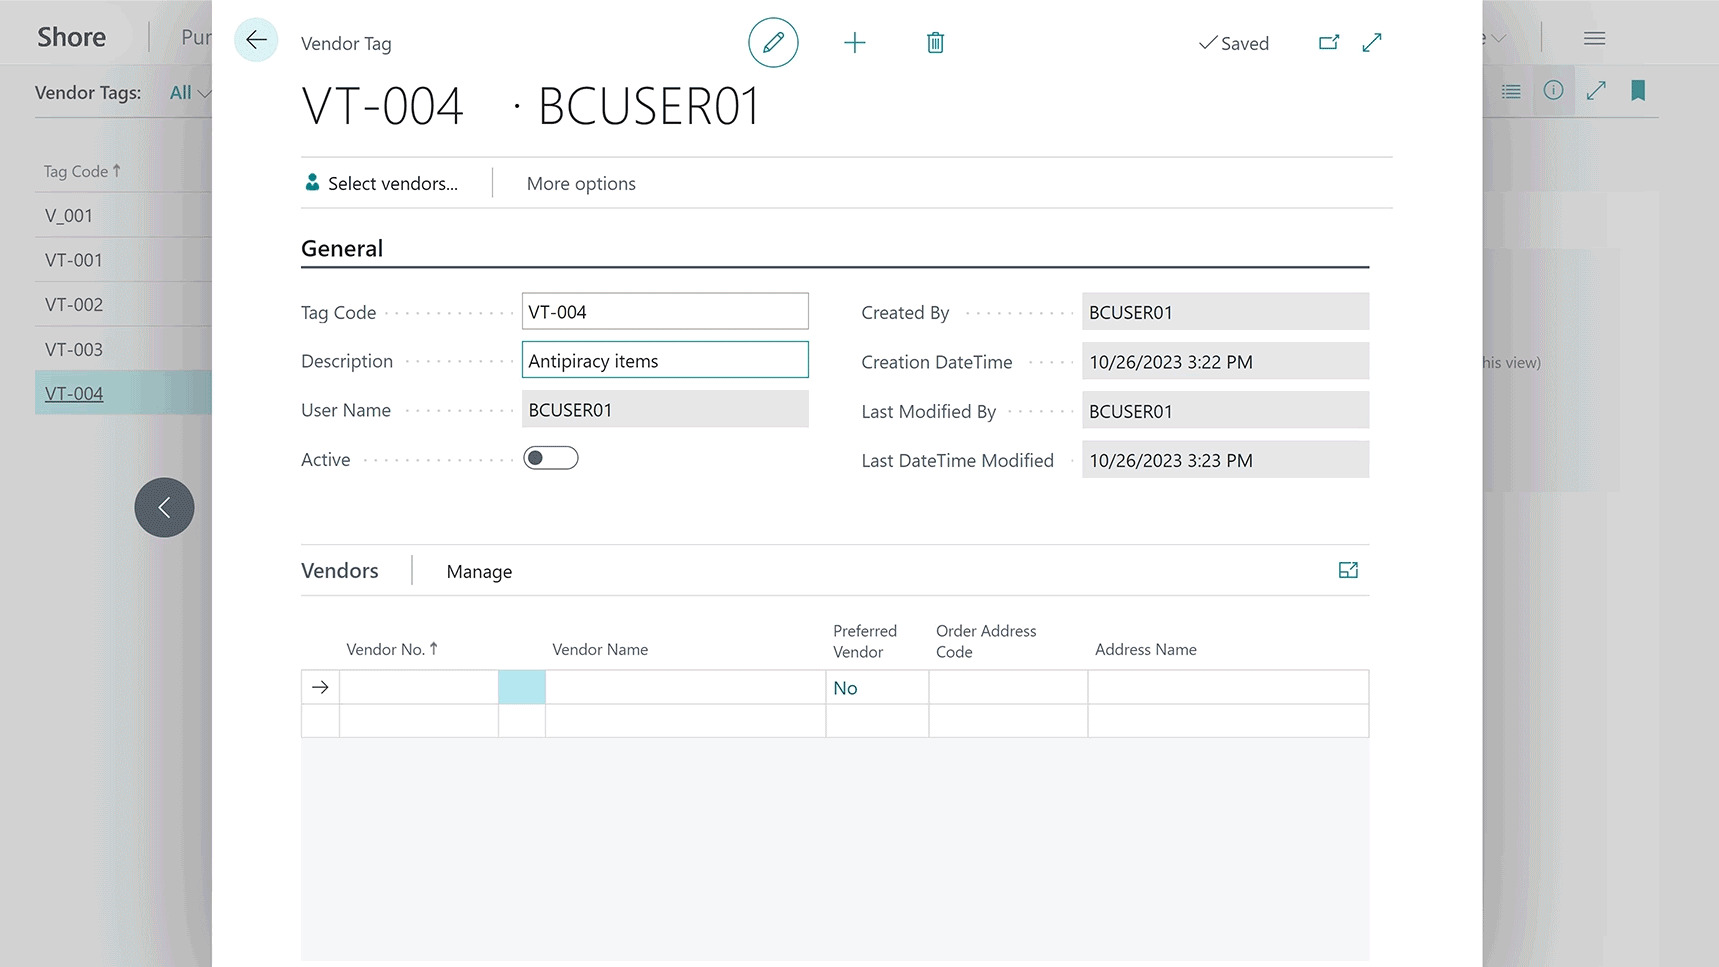 Shore
Pur
Vendor Tag
Saved
Vendor Tags: All
VT-004 · BCUSER01
Tag Code
Select vendors...
More options
V_001
General
VT-001
VT-002
Tag Code
VT-004
Created By
BCUSER01
VT-003
Description
Antipiracy items
Creation DateTime
10/26/2023 3:22 PM
his view)
VT-004
User Name
BCUSER01
Last Modified By
BCUSER01
Active
Last DateTime Modified
10/26/2023 3:23 PM
Vendors
Manage
Vendor No.
Vendor Name
Preferred
Vendor
Order Address
Code
Address Name
No